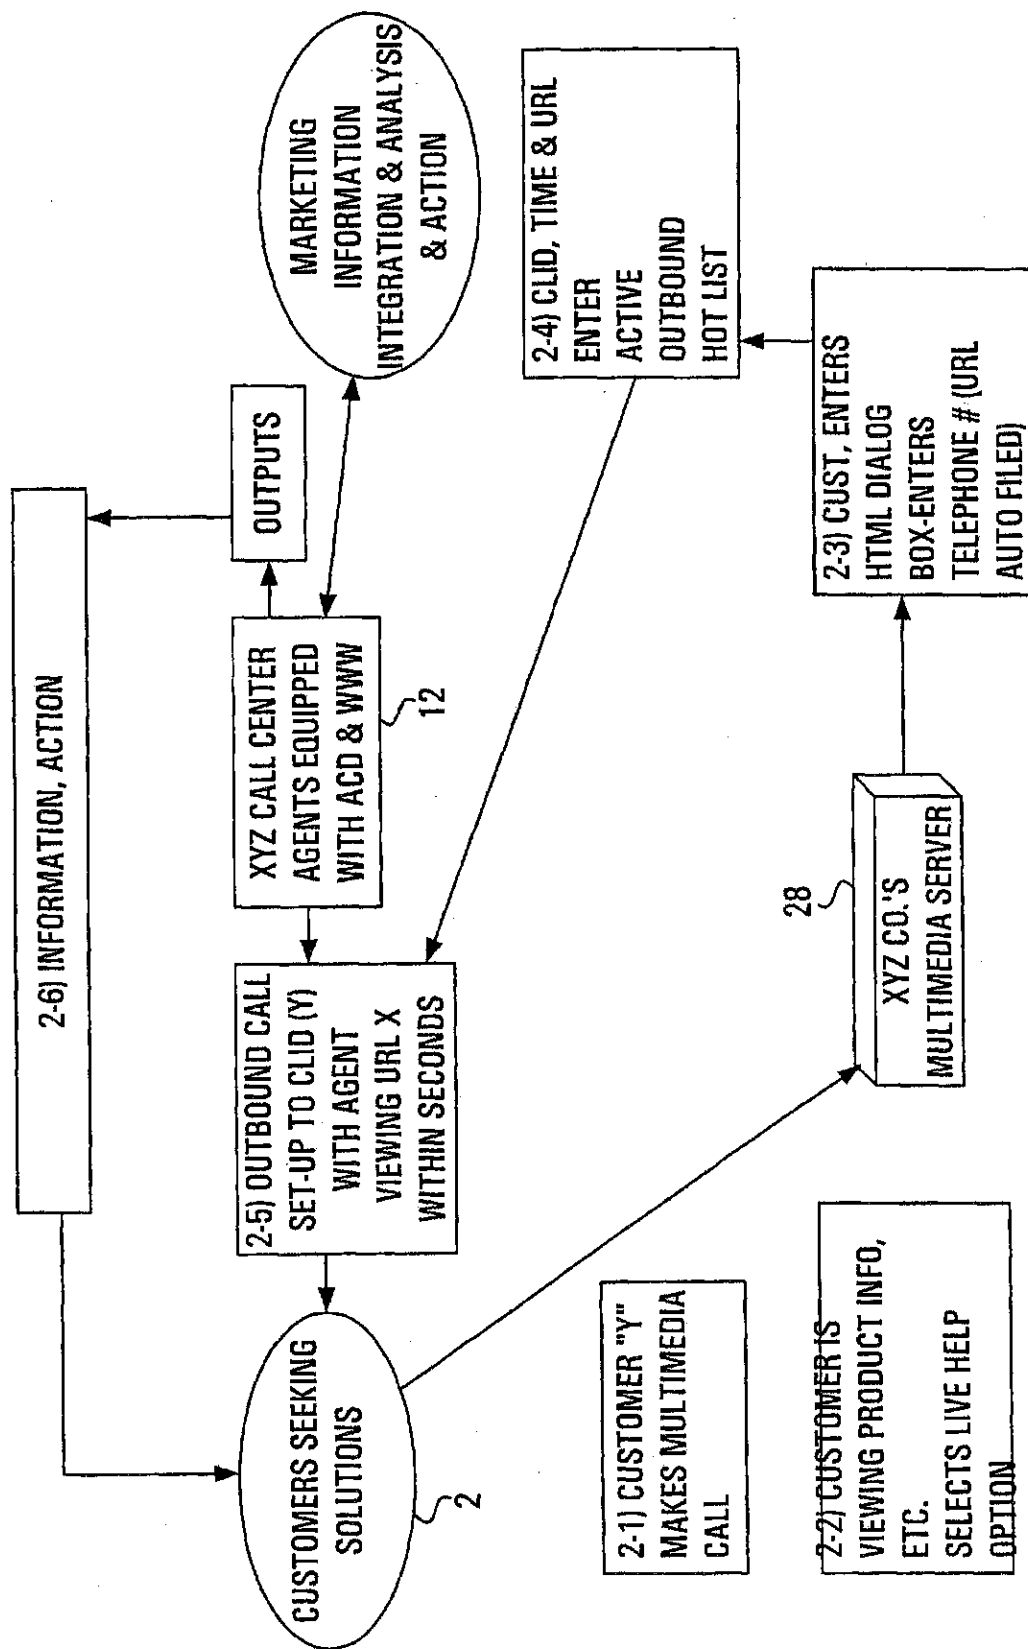 2-6) INFORMATION, ACTION
CUSTOMERS SEEKING
SOLUTIONS
2
2-5) OUTBOUND CALL
SET-UP TO CLID (Y)
WITH AGENT
VIEWING URL X
WITHIN SECONDS
XYZ CALL CENTER
AGENTS EQUIPPED
WITH ACD & WWW
12
OUTPUTS
MARKETING
INFORMATION
INTEGRATION & ANALYSIS
& ACTION
2-1) CUSTOMER "Y"
MAKES MULTIMEDIA
CALL
2-2) CUSTOMER IS
VIEWING PRODUCT INFO,
ETC.
SELECTS LIVE HELP
OPTION
28
XYZ CO.'S
MULTIMEDIA SERVER
2-3) CUST, ENTERS
HTML DIALOG
BOX-ENTERS
TELEPHONE # (URL
AUTO FILED)
2-4) CLID, TIME & URL
ENTER
ACTIVE
OUTBOUND
HOT LIST